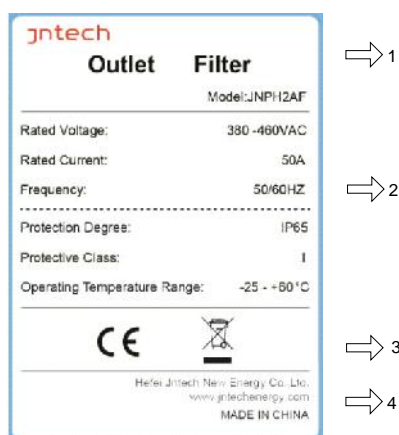 jntech
1
Outlet Filter
Model:JNPH2AF
Rated Voltage: 380 -460VAC
Rated Current: 50A
Frequency: 50/60HZ
2
Protection Degree: IP65
Protective Class: I
Operating Temperature Range: -25 - +60°C
CE
3
Hefei Jntech New Energy Co.,Ltd.
www.jntechenergy.com
4
MADE IN CHINA